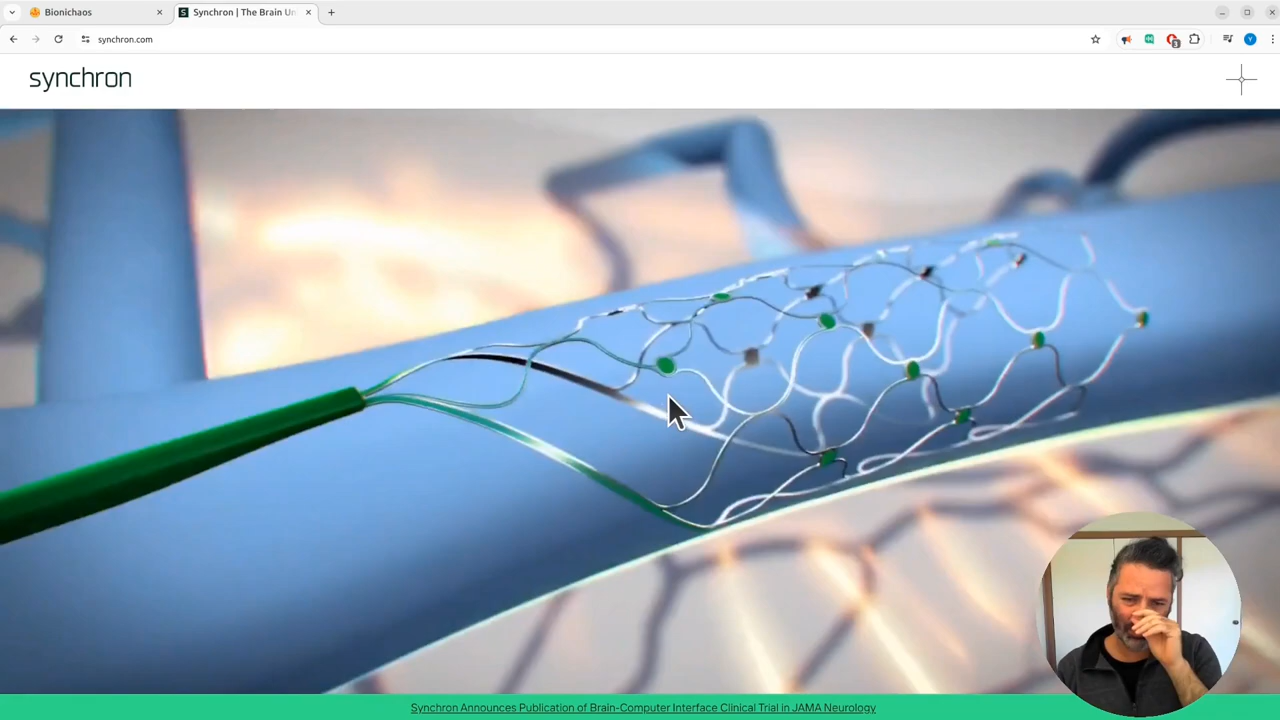 Bionichaos
Synchron | The Brain Un
synchron.com
3
Y
synchron
Synchron Announces Publication of Brain-Computer Interface Clinical Trial in JAMA Neurology